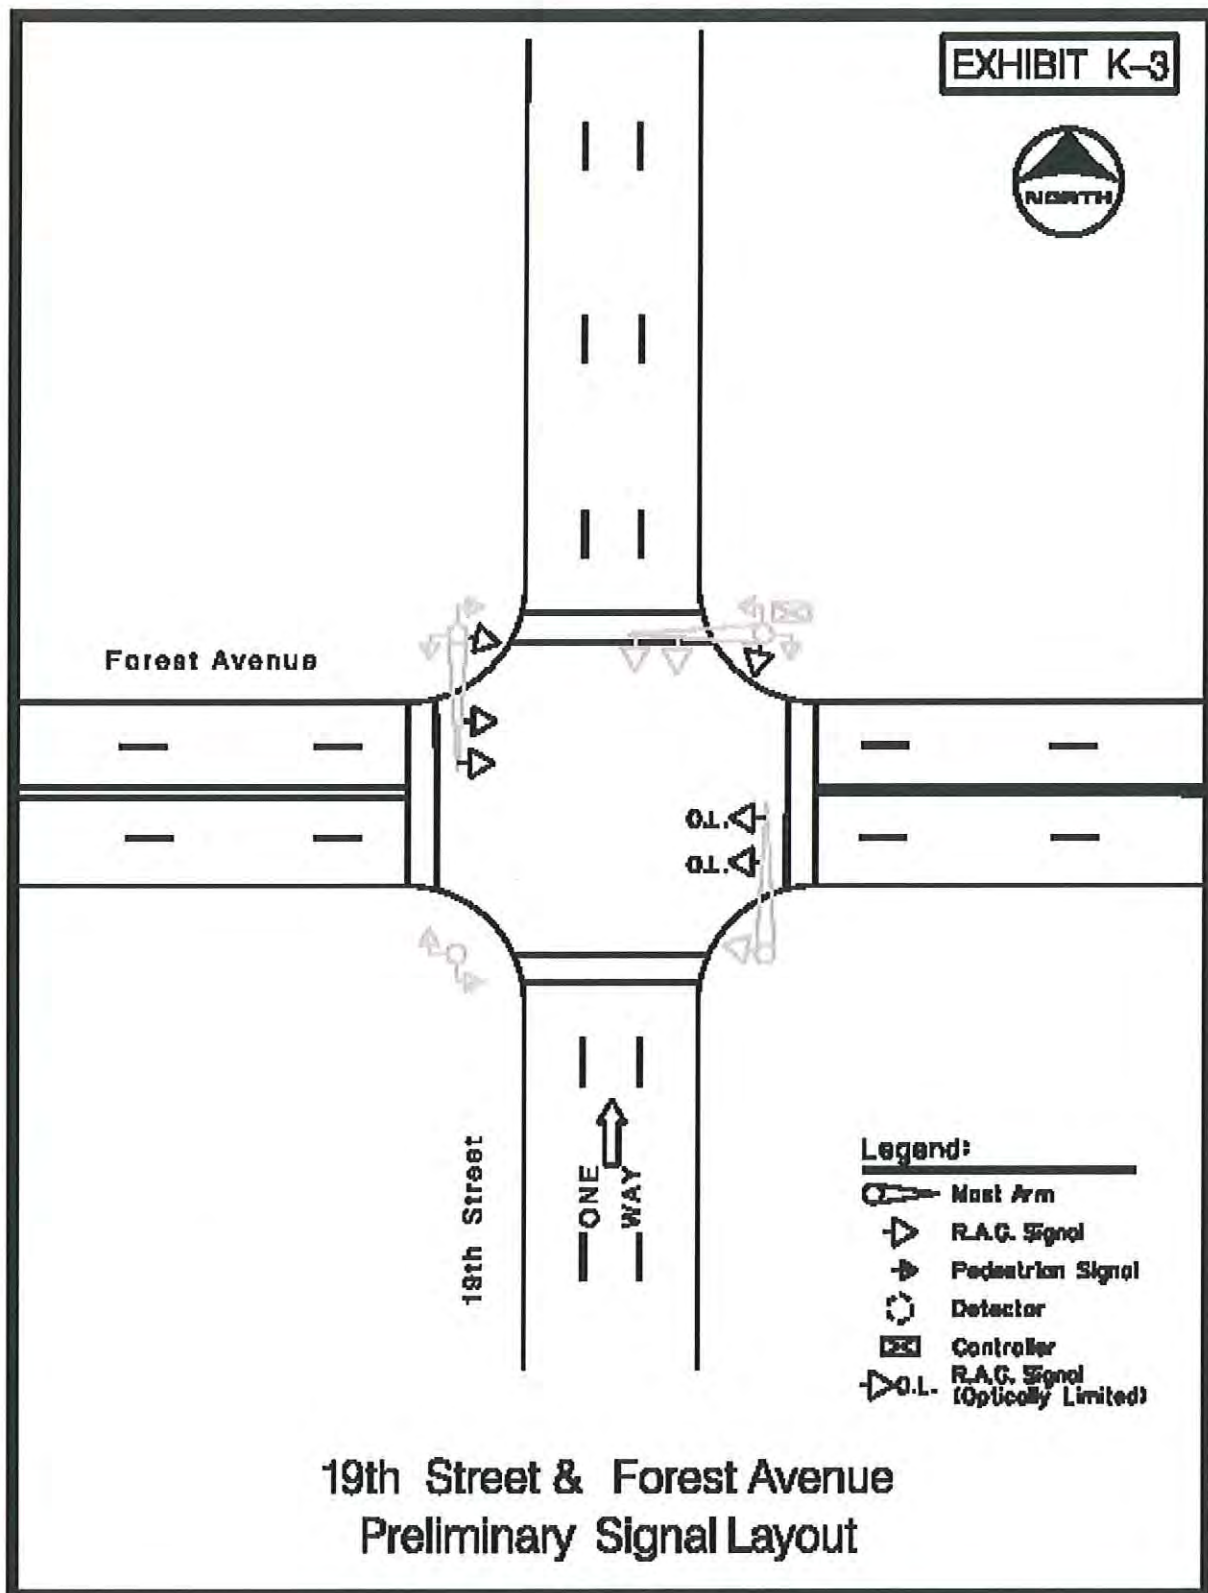 EXHIBIT K-3
NORTH
Forest Avenue
O.L.
O.L.
19th Street
ONE
WAY
Legend:
Mast Arm
R.A.G. Signal
Pedestrian Signal
Detector
Controller
O.L.
R.A.G. Signal
(Optically Limited)
19th Street & Forest Avenue
Preliminary Signal Layout